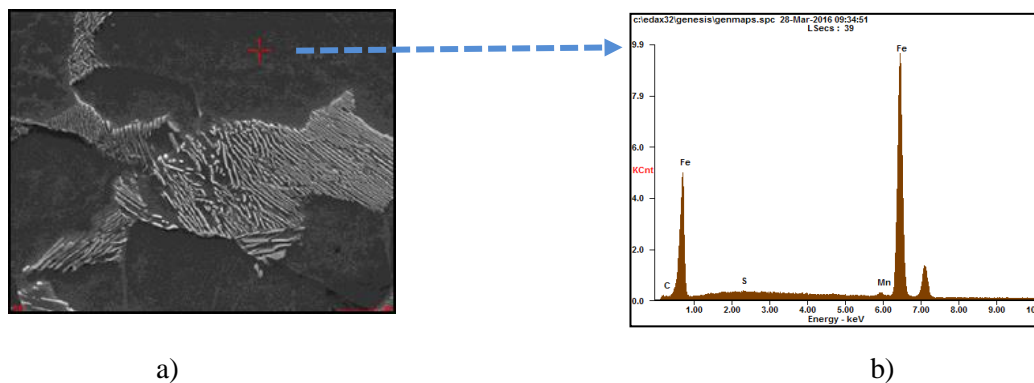 c:\edax32\genesis\genmaps.spc 28-Mar-2016 09:34:51
LSecs : 39
9.9
7.9
6.0
KCnt
4.0
2.0
0.0
Fe
Fe
C
S
Mn
1.00 2.00 3.00 4.00 5.00 6.00 7.00 8.00 9.00 10
Energy - keV
a) b)